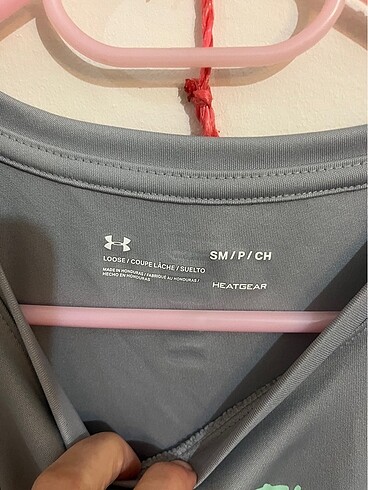 SM / P / CH
LOOSE / COUPE LÂCHE / SUELTO
MADE IN HONDURAS / FABRIQUÉ AU HONDURAS /
HECHO EN HONDURAS
HEATGEAR